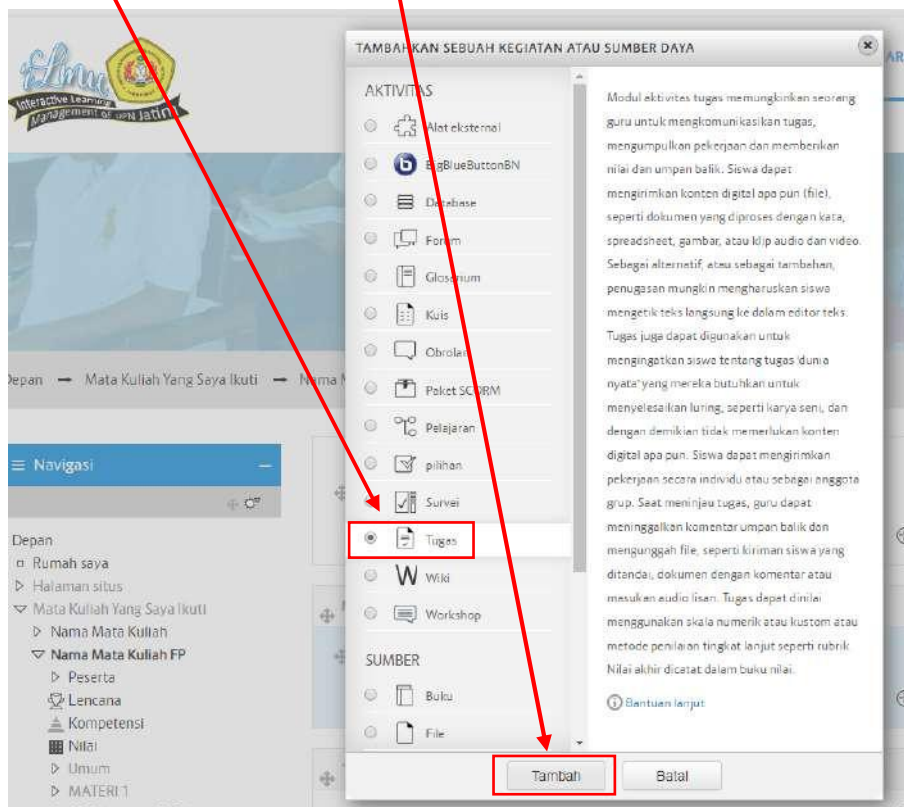 Ilmu
Interactive Learning
Management of UPN Jatim
TAMBAHKAN SEBUAH KEGIATAN ATAU SUMBER DAYA
AR
AKTIVITAS
Alat eksternal
BigBlueButtonBN
Database
Forum
Glosarium
Kuis
Obrolan
Paket SCORM
Pelajaran
pilihan
Survei
Tugas
Wiki
Workshop
SUMBER
Buku
File
Modul aktivitas tugas memungkinkan seorang
guru untuk mengkomunikasikan tugas,
mengumpulkan pekerjaan dan memberikan
nilai dan umpan balik. Siswa dapat
mengirimkan konten digital apa pun (file),
seperti dokumen yang diproses dengan kata,
spreadsheet, gambar, atau klip audio dan video.
Sebagai alternatif, atau sebagai tambahan,
penugasan mungkin mengharuskan siswa
mengetik teks langsung ke dalam editor teks.
Tugas juga dapat digunakan untuk
mengingatkan siswa tentang tugas 'dunia
nyata' yang mereka butuhkan untuk
menyelesaikan luring, seperti karya seni, dan
dengan demikian tidak memerlukan konten
digital apa pun. Siswa dapat mengirimkan
pekerjaan secara individu atau sebagai anggota
grup. Saat meninjau tugas, guru dapat
meninggalkan komentar umpan balik dan
mengunggah file, seperti kiriman siswa yang
ditandai, dokumen dengan komentar atau
masukan audio lisan. Tugas dapat dinilai
menggunakan skala numerik atau kustom atau
metode penilaian tingkat lanjut seperti rubrik.
Nilai akhir dicatat dalam buku nilai.
Bantuan lanjut
Tambah
Batal
Depan → Mata Kuliah Yang Saya Ikuti → Nama M
Navigasi
Depan
Rumah saya
Halaman situs
Mata Kuliah Yang Saya Ikuti
Nama Mata Kuliah
Nama Mata Kuliah FP
Peserta
Lencana
Kompetensi
Nilai
Umum
MATERI 1